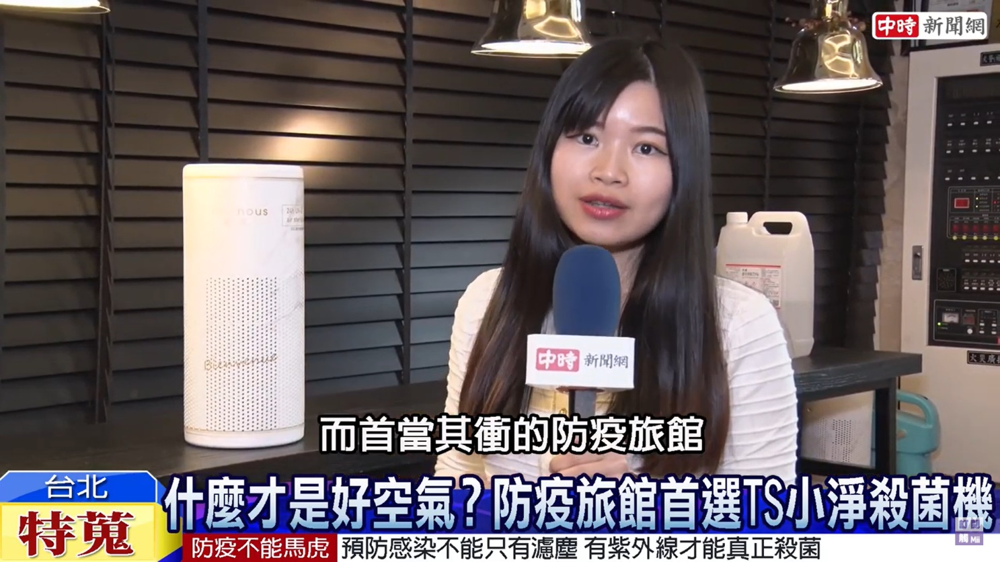 中時 新聞網
nous
Bienvenue
中時 新聞網
而首當其衝的防疫旅館
台北
特蒐
什麼才是好空氣？防疫旅館首選TS小淨殺菌機
防疫不能馬虎 預防感染不能只有濾塵 有紫外線才能真正殺菌